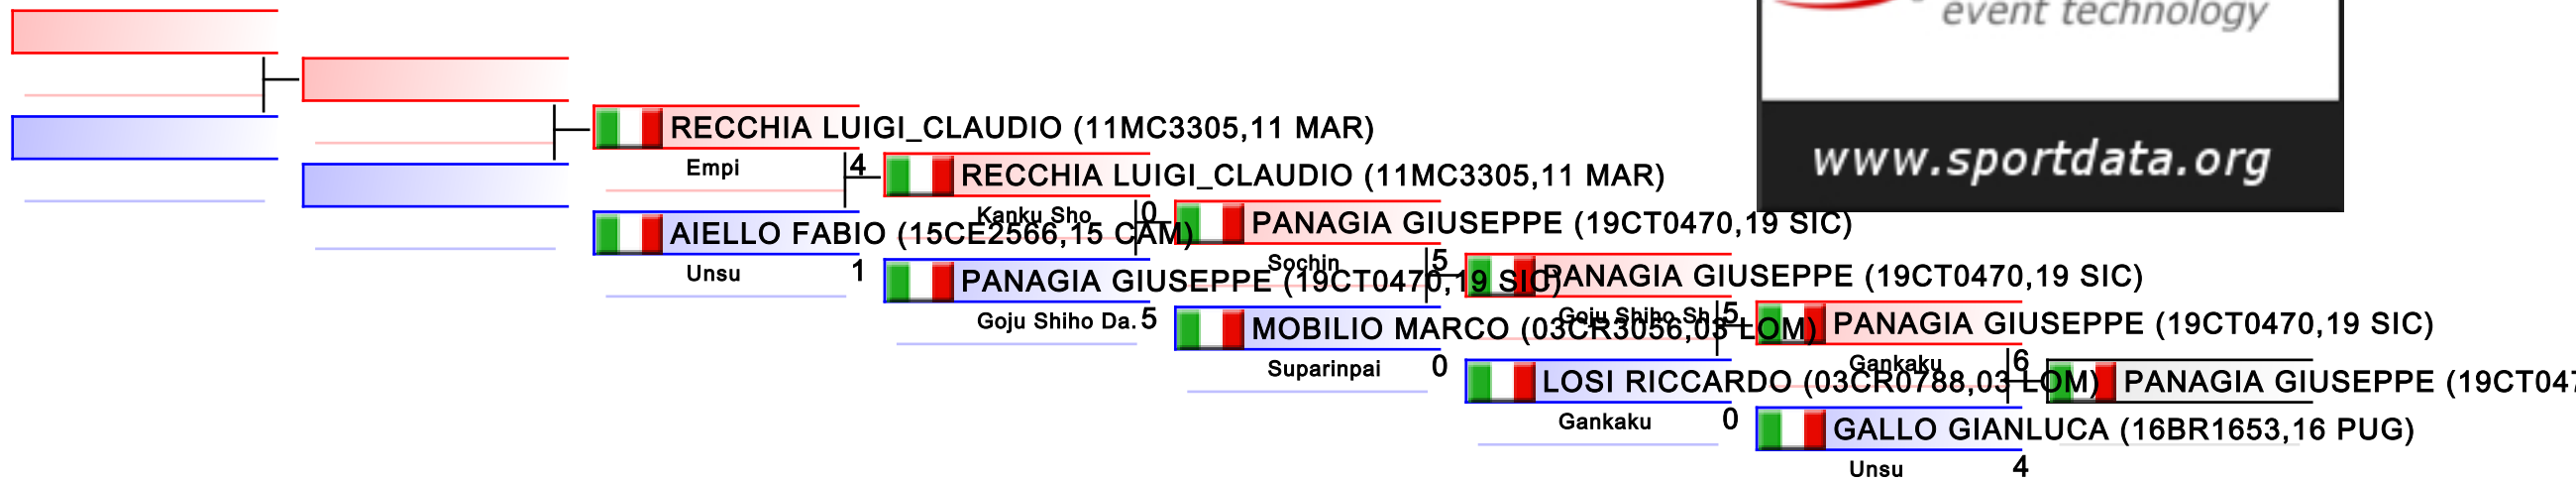 event technology
www.sportdata.org
RECCHIA LUIGI_CLAUDIO (11MC3305,11 MAR)
Empi
4
AIELLO FABIO (15CE2566,15 CAM)
Unsu
1
RECCHIA LUIGI_CLAUDIO (11MC3305,11 MAR)
Kanku Sho
0
PANAGIA GIUSEPPE (19CT0470,19 SIC)
Goju Shiho Da.
5
PANAGIA GIUSEPPE (19CT0470,19 SIC)
Sochin
5
MOBILIO MARCO (03CR3056,03 LOM)
Suparinpai
0
PANAGIA GIUSEPPE (19CT0470,19 SIC)
Goju Shiho Sh
5
LOSI RICCARDO (03CR0788,03 LOM)
Gankaku
0
PANAGIA GIUSEPPE (19CT0470,19 SIC)
Gankaku
6
GALLO GIANLUCA (16BR1653,16 PUG)
Unsu
4
PANAGIA GIUSEPPE (19CT047